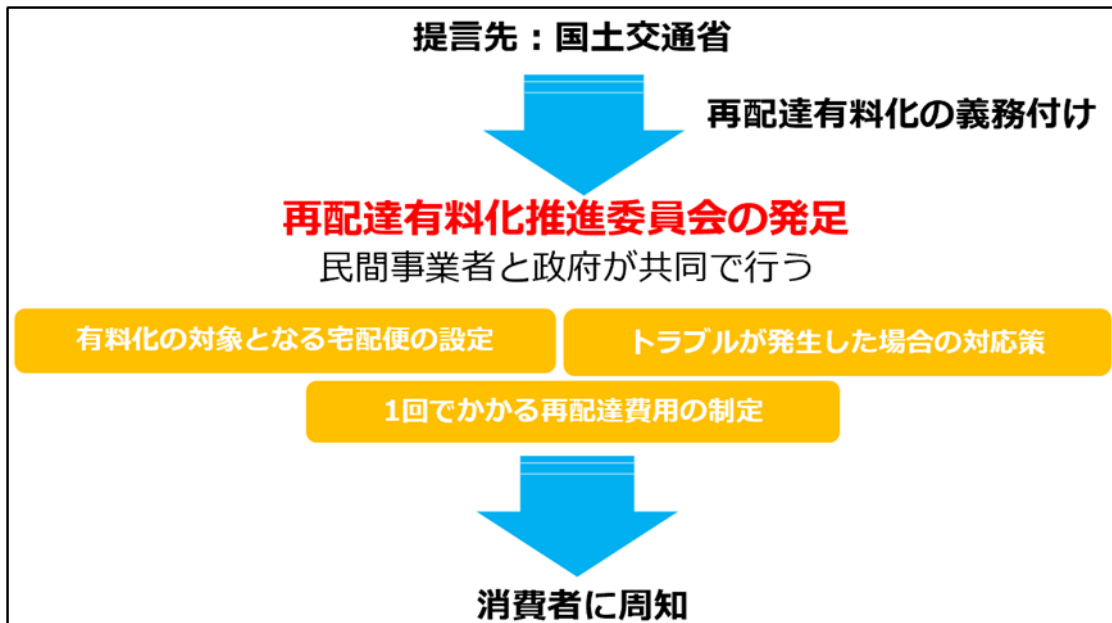 提言先：国土交通省
再配達有料化の義務付け
再配達有料化推進委員会の発足
民間事業者と政府が共同で行う
有料化の対象となる宅配便の設定
トラブルが発生した場合の対応策
1回でかかる再配達費用の制定
消費者に周知